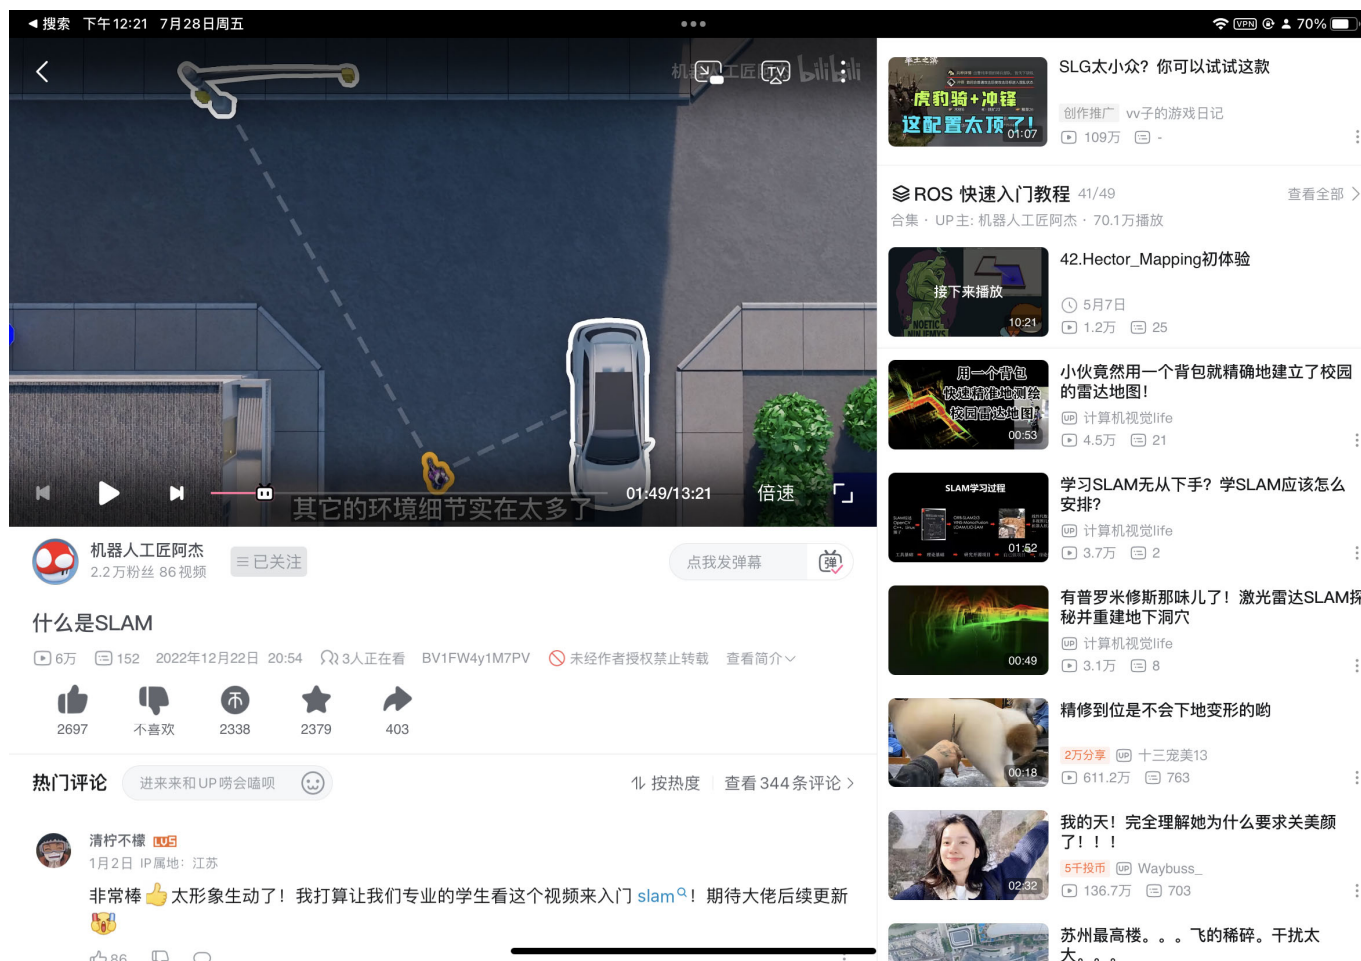 搜索 下午12:21 7月28日周五
VPN 70%
机器人工匠阿杰 bilibili
TV
其它的环境细节实在太多了
01:49/13:21 倍速
机器人工匠阿杰
2.2万粉丝 86视频
已关注
点我发弹幕 弹
什么是SLAM
6万 152 2022年12月22日 20:54 3人正在看 BV1FW4y1M7PV 未经作者授权禁止转载 查看简介
2697 不喜欢 2338 2379 403
热门评论 进来来和UP唠会嗑呗 按热度 查看344条评论
清柠不檬 LV5
1月2日 IP属地：江苏
非常棒👍太形象生动了！我打算让我们专业的学生看这个视频来入门 slam！期待大佬后续更新
86
虎豹骑+冲锋
这配置太顶了!
01:07
SLG太小众？你可以试试这款
创作推广 vv子的游戏日记
109万 -
ROS 快速入门教程 41/49 查看全部
合集 · UP主: 机器人工匠阿杰 · 70.1万播放
接下来播放
NOETIC
NINJEMYS
10:21
42.Hector_Mapping初体验
5月7日
1.2万 25
用一个背包
快速精准地测绘
校园雷达地图
00:53
小伙竟然用一个背包就精确地建立了校园
的雷达地图！
UP 计算机视觉life
4.5万 21
SLAM学习过程
01:52
学习SLAM无从下手？学SLAM应该怎么
安排？
UP 计算机视觉life
3.7万 2
00:49
有普罗米修斯那味儿了！激光雷达SLAM探
秘并重建地下洞穴
UP 计算机视觉life
3.1万 8
00:18
精修到位是不会下地变形的哟
2万分享 UP 十三宠美13
611.2万 763
02:32
我的天！完全理解她为什么要求关美颜
了！！！
5千投币 UP Waybuss_
136.7万 703
苏州最高楼。。。飞的稀碎。干扰太
大。。。